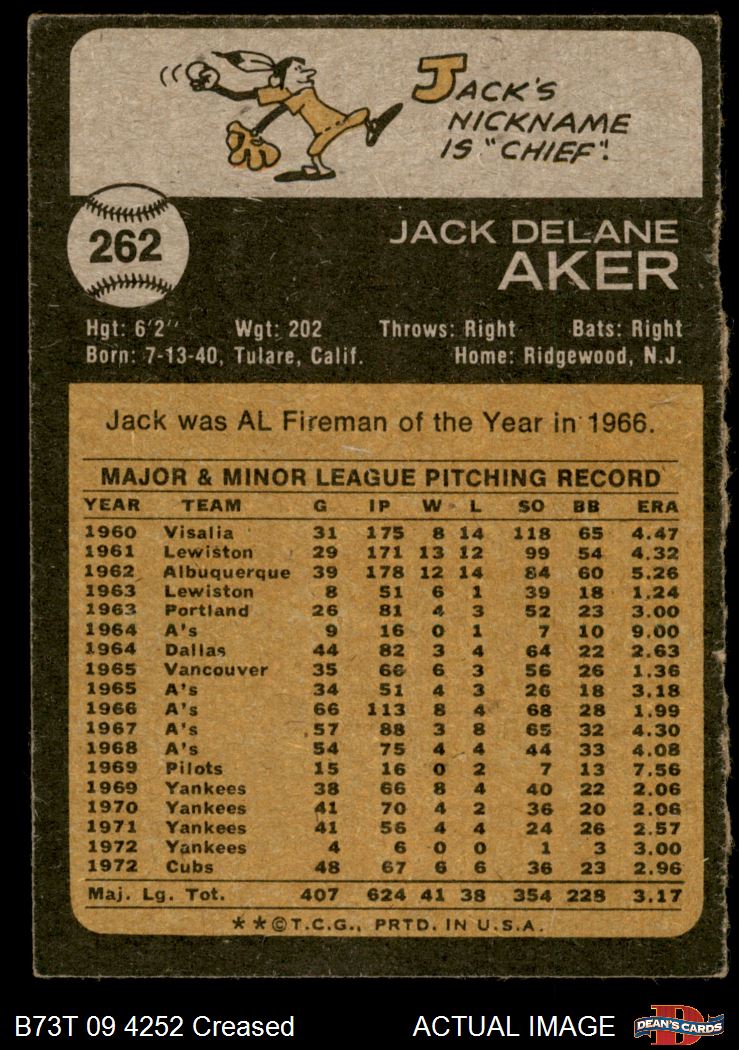 JACK'S
NICKNAME
IS "CHIEF"!
262
JACK DELANE
AKER
Hgt: 6'2" Wgt: 202 Throws: Right Bats: Right
Born: 7-13-40, Tulare, Calif. Home: Ridgewood, N.J.
Jack was AL Fireman of the Year in 1966.
MAJOR & MINOR LEAGUE PITCHING RECORD
YEAR TEAM G IP W L SO BB ERA
1960 Visalia 31 175 8 14 118 65 4.47
1961 Lewiston 29 171 13 12 99 54 4.32
1962 Albuquerque 39 178 12 14 84 60 5.26
1963 Lewiston 8 51 6 1 39 18 1.24
1963 Portland 26 81 4 3 52 23 3.00
1964 A's 9 16 0 1 7 10 9.00
1964 Dallas 44 82 3 4 64 22 2.63
1965 Vancouver 35 66 6 3 56 26 1.36
1965 A's 34 51 4 3 26 18 3.18
1966 A's 66 113 8 4 68 28 1.99
1967 A's 57 88 3 8 65 32 4.30
1968 A's 54 75 4 4 44 33 4.08
1969 Pilots 15 16 0 2 7 13 7.56
1969 Yankees 38 66 8 4 40 22 2.06
1970 Yankees 41 70 4 2 36 20 2.06
1971 Yankees 41 56 4 4 24 26 2.57
1972 Yankees 4 6 0 0 1 3 3.00
1972 Cubs 48 67 6 6 36 23 2.96
Maj. Lg. Tot. 407 624 41 38 354 228 3.17
**©T.C.G., PRTD. IN U.S.A.
B73T 09 4252 Creased ACTUAL IMAGE
D
DEAN'S CARDS